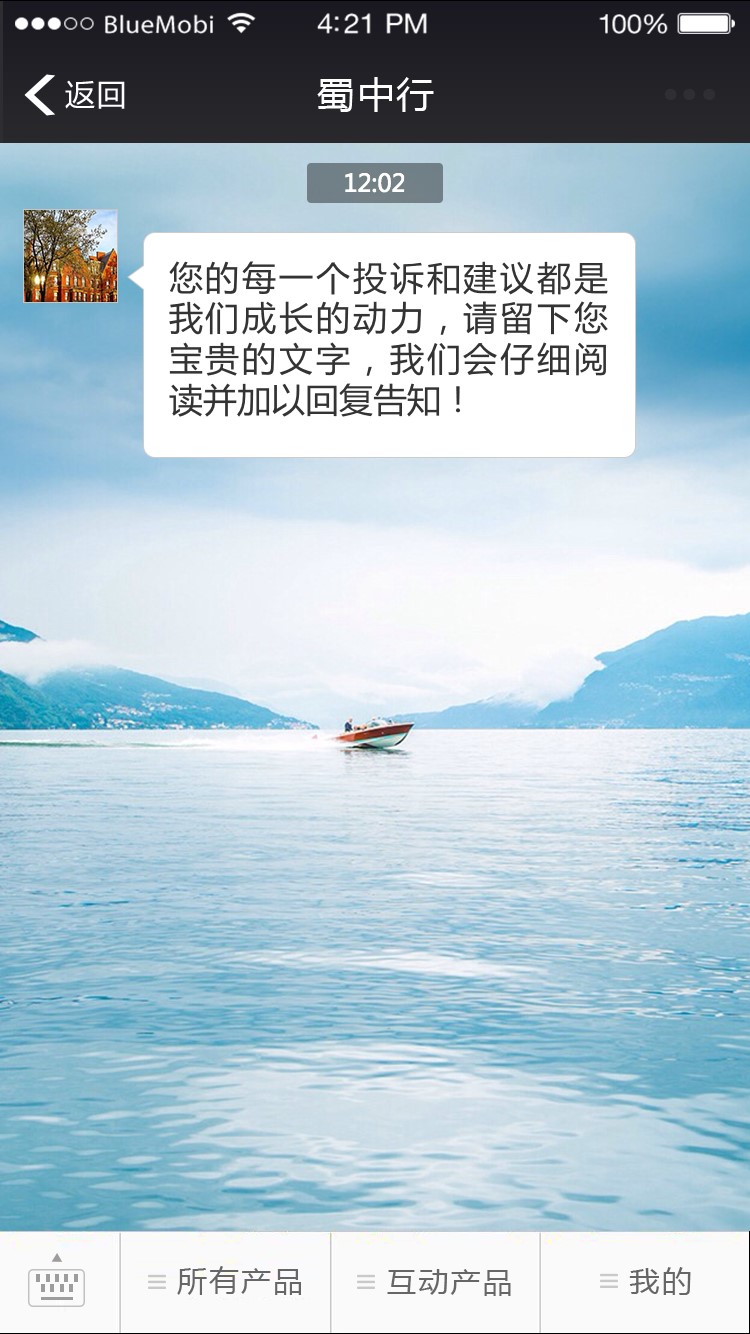 BlueMobi 4:21 PM 100%
返回 蜀中行
12:02
您的每一个投诉和建议都是
我们成长的动力，请留下您
宝贵的文字，我们会仔细阅
读并加以回复告知！
所有产品 互动产品 我的